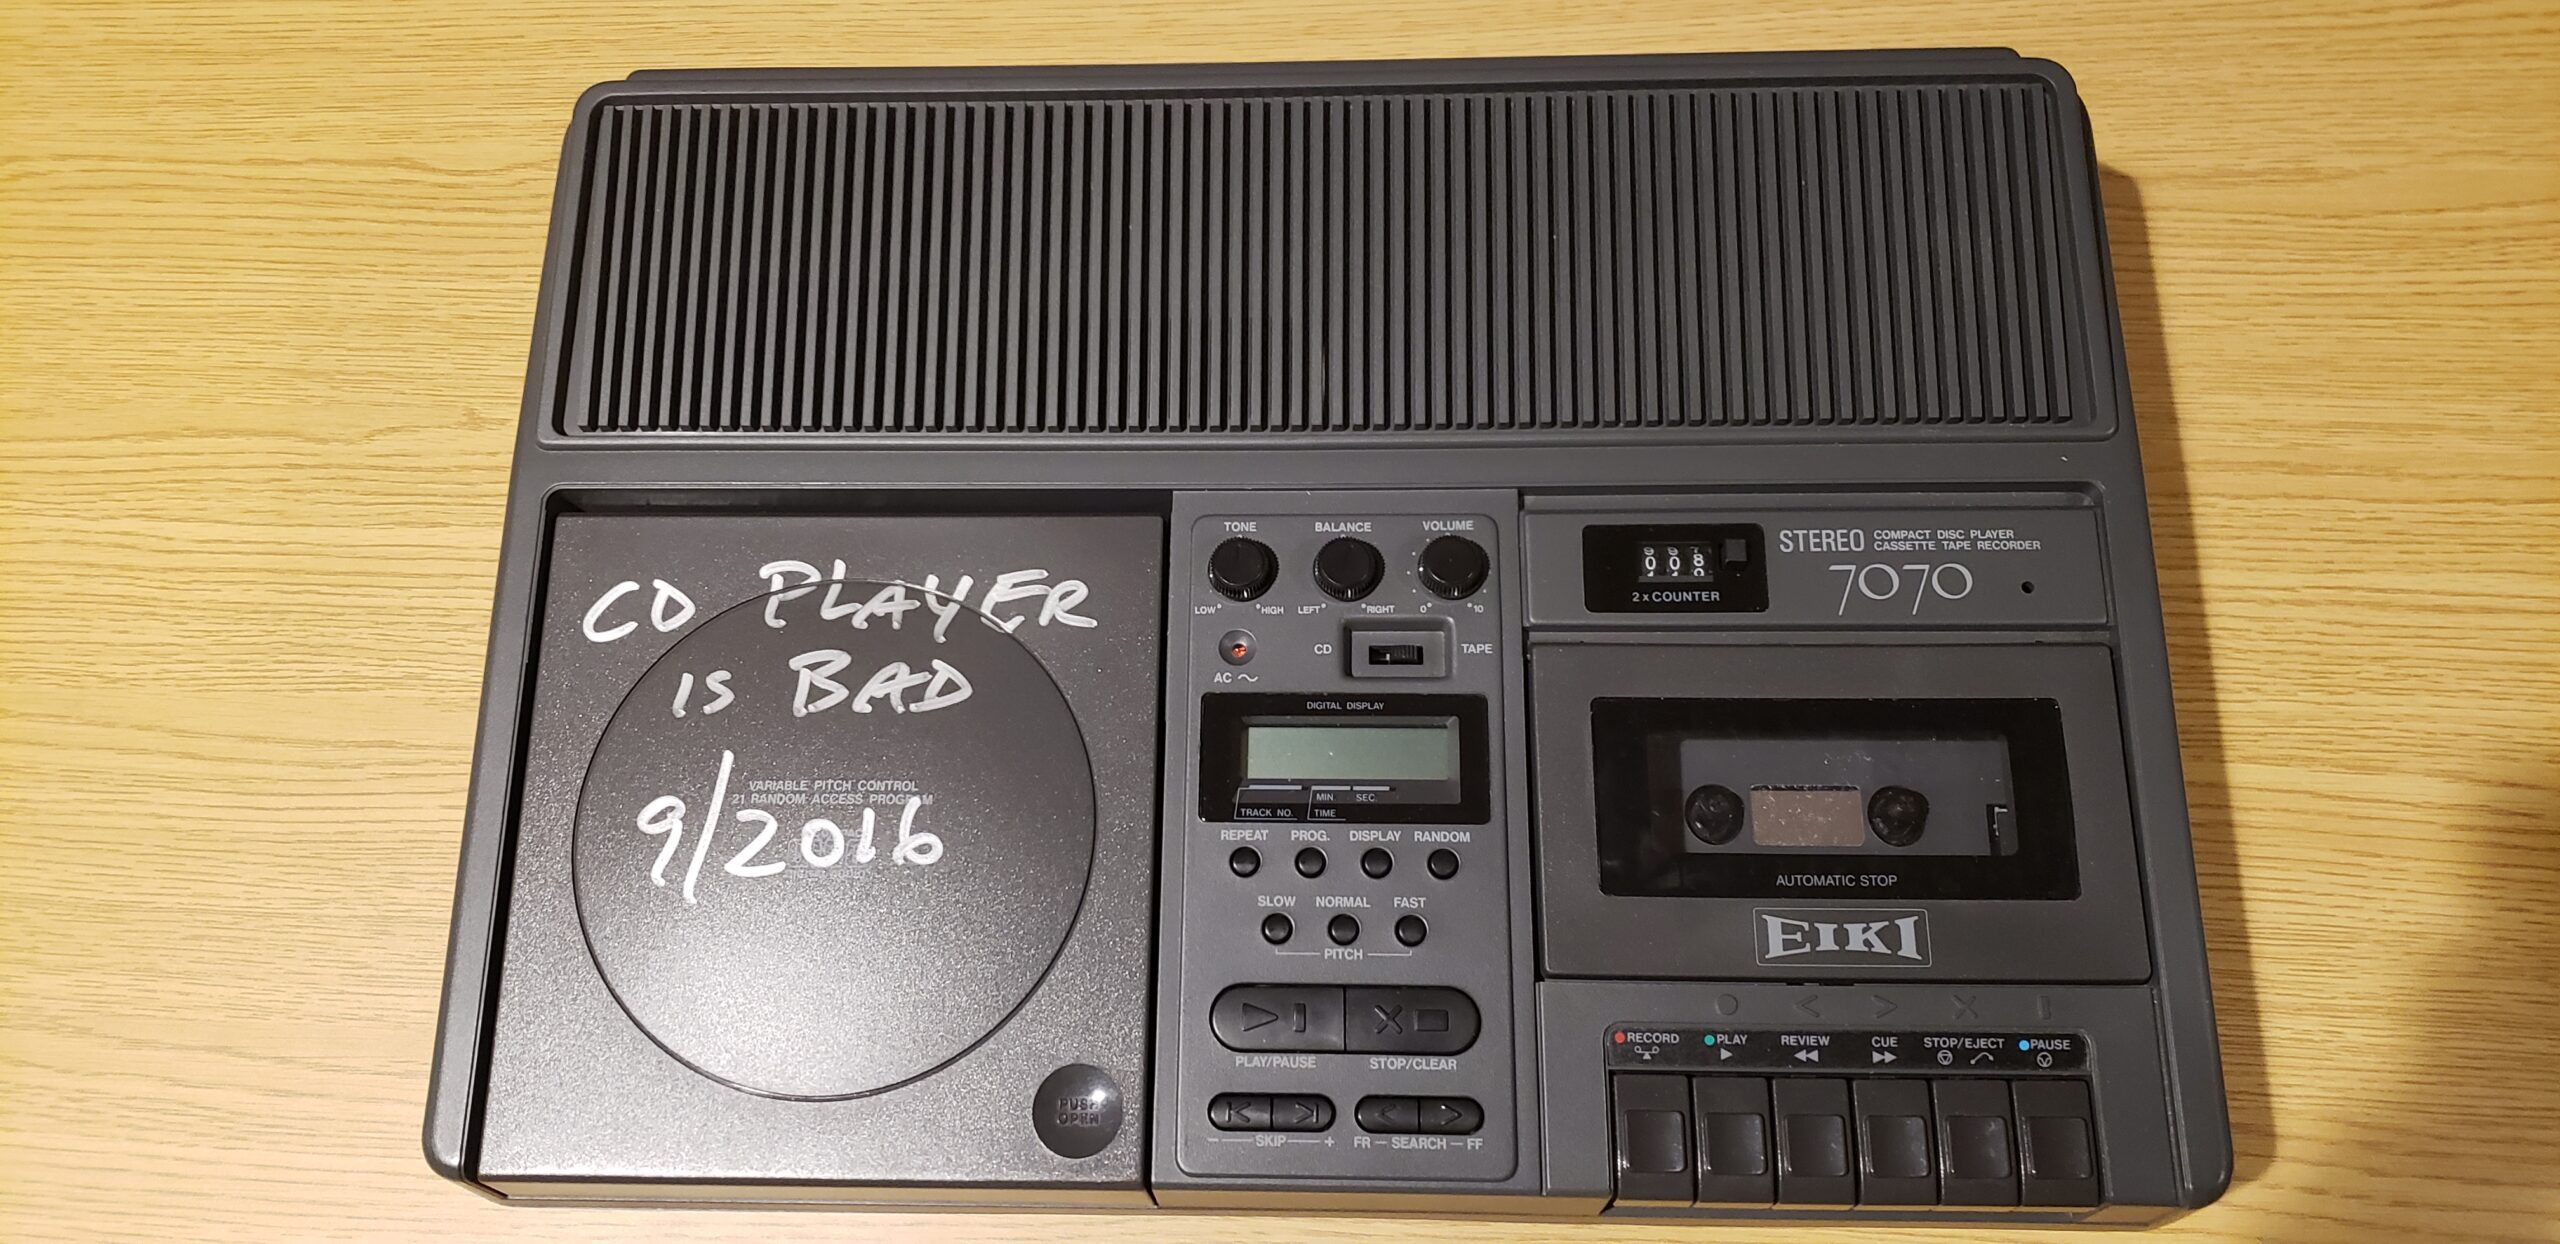 CD PLAYER
IS BAD
9/2016
VARIABLE PITCH CONTROL
21 RANDOM ACCESS PROGRAM
PUSH
OPEN
TONE BALANCE VOLUME
LOW HIGH LEFT RIGHT 0 10
CD TAPE
AC
DIGITAL DISPLAY
MIN. SEC.
TRACK NO. TIME
REPEAT PROG. DISPLAY RANDOM
SLOW NORMAL FAST
PITCH
PLAY/PAUSE STOP/CLEAR
- SKIP + FR - SEARCH - FF
008
2 x COUNTER
STEREO COMPACT DISC PLAYER
CASSETTE TAPE RECORDER
7070
AUTOMATIC STOP
EIKI
RECORD PLAY REVIEW CUE STOP/EJECT PAUSE